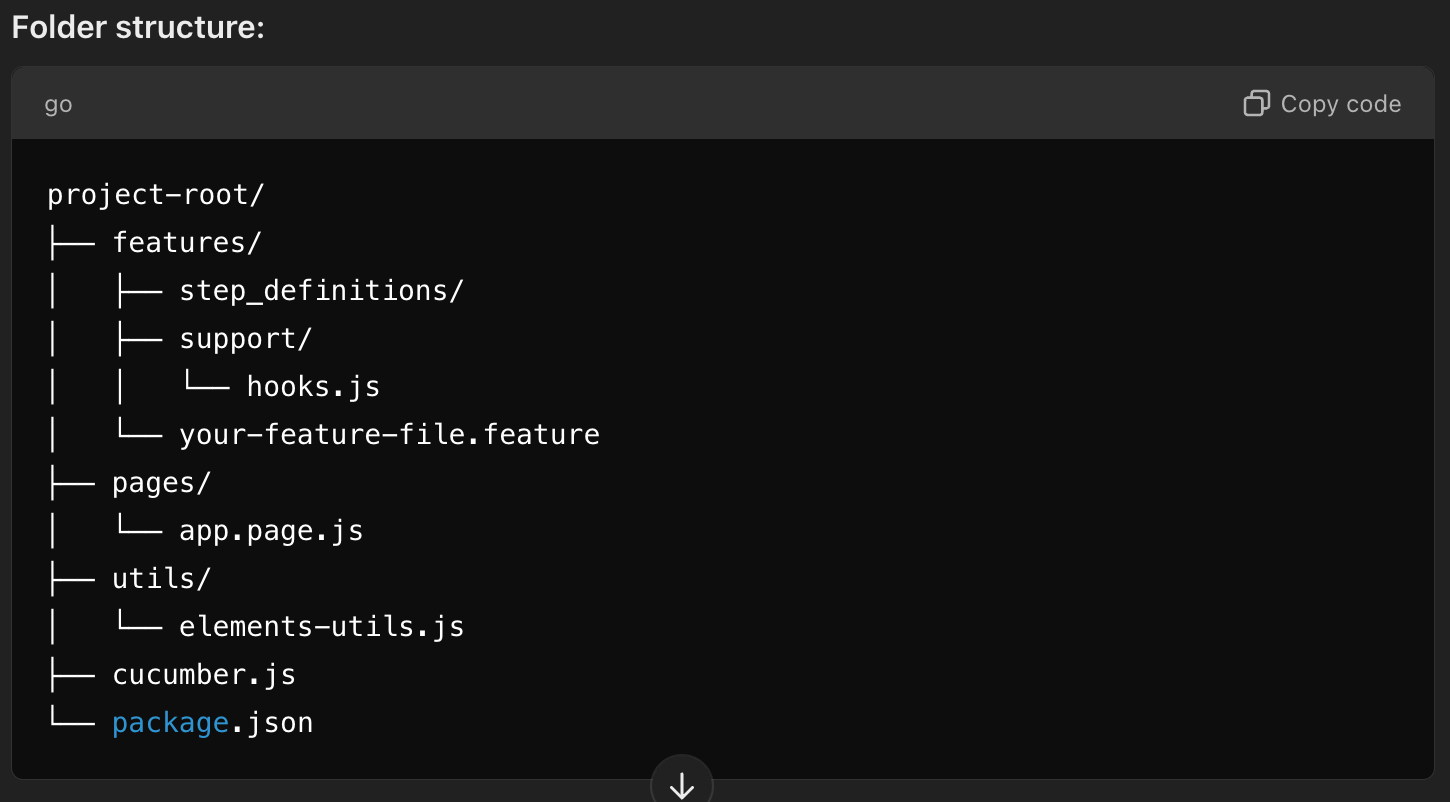 Folder structure:
go
Copy code
project-root/
├── features/
│   ├── step_definitions/
│   ├── support/
│   │   └── hooks.js
│   └── your-feature-file.feature
├── pages/
│   └── app.page.js
├── utils/
│   └── elements-utils.js
├── cucumber.js
└── package.json